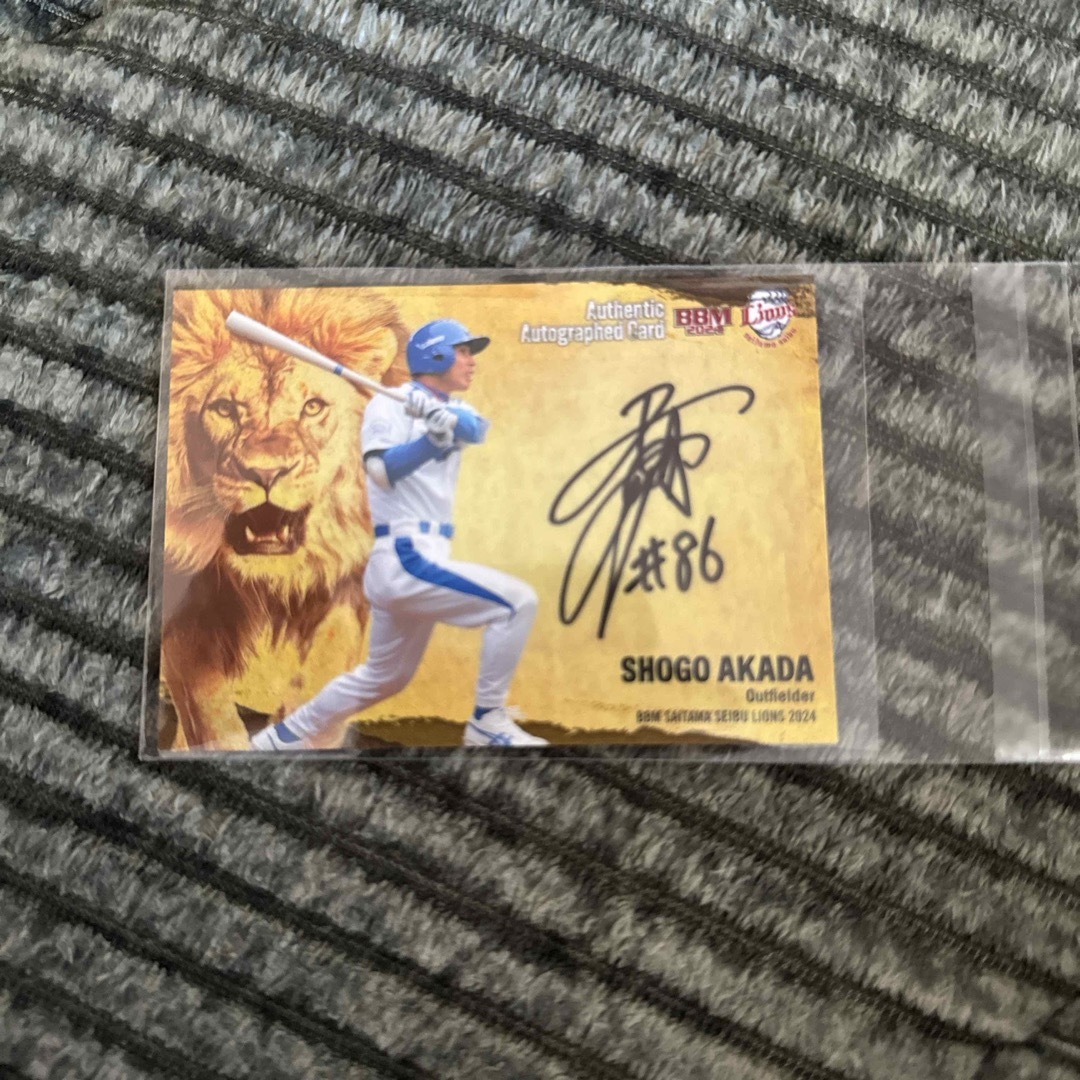 Authentic
Autographed Card
BBM
2024
Lions
#86
SHOGO AKADA
Outfielder
BBM SAITAMA SEIBU LIONS 2024